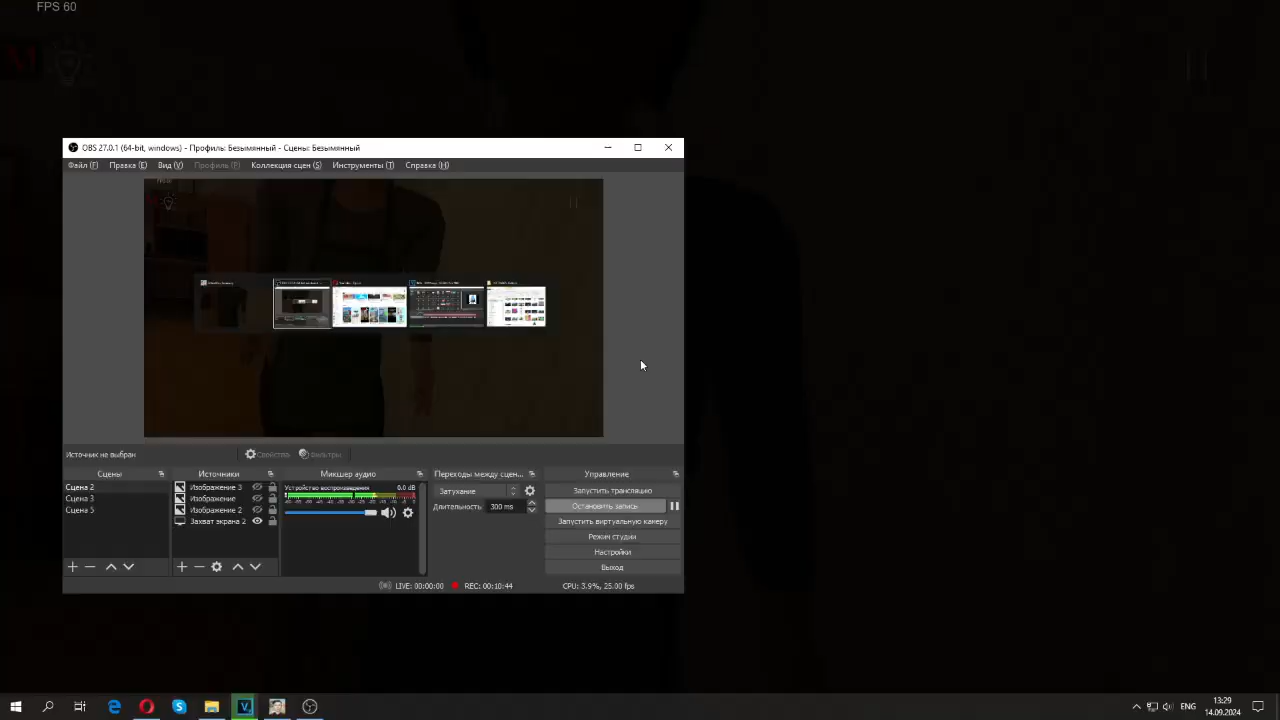 FPS 60
OBS 27.0.1 (64-bit, windows) - Профиль: Безымянный - Сцены: Безымянный
Файл (F) Правка (E) Вид (V) Профиль (P) Коллекция сцен (S) Инструменты (T) Справка (H)
Источник не выбран Свойства Фильтры
Сцены Источники Микшер аудио Переходы между сцен... Управление
Сцена 2
Сцена 3
Сцена 5
Изображение 3
Изображение
Изображение 2
Захват экрана 2
Устройство воспроизведения 0.0 dB
Затухание
Длительность 300 ms
Запустить трансляцию
Остановить запись
Запустить виртуальную камеру
Режим студии
Настройки
Выход
LIVE: 00:00:00 REC: 00:10:44 CPU: 3.9%, 25.00 fps
ENG
13:29
14.09.2024